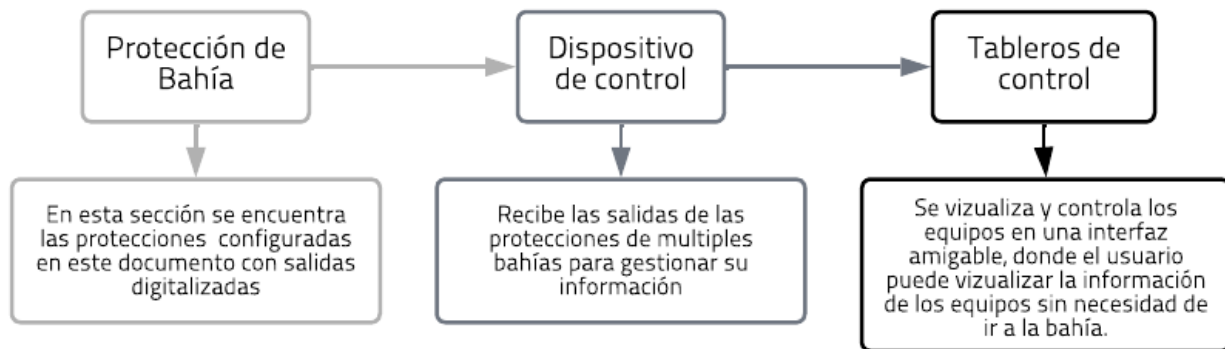 Protección de
Bahía
Dispositivo
de control
Tableros de
control
En esta sección se encuentra
las protecciones configuradas
en este documento con salidas
digitalizadas
Recibe las salidas de las
protecciones de multiples
bahías para gestionar su
información
Se vizualiza y controla los
equipos en una interfaz
amigable, donde el usuario
puede vizualizar la información
de los equipos sin necesidad de
ir a la bahía.